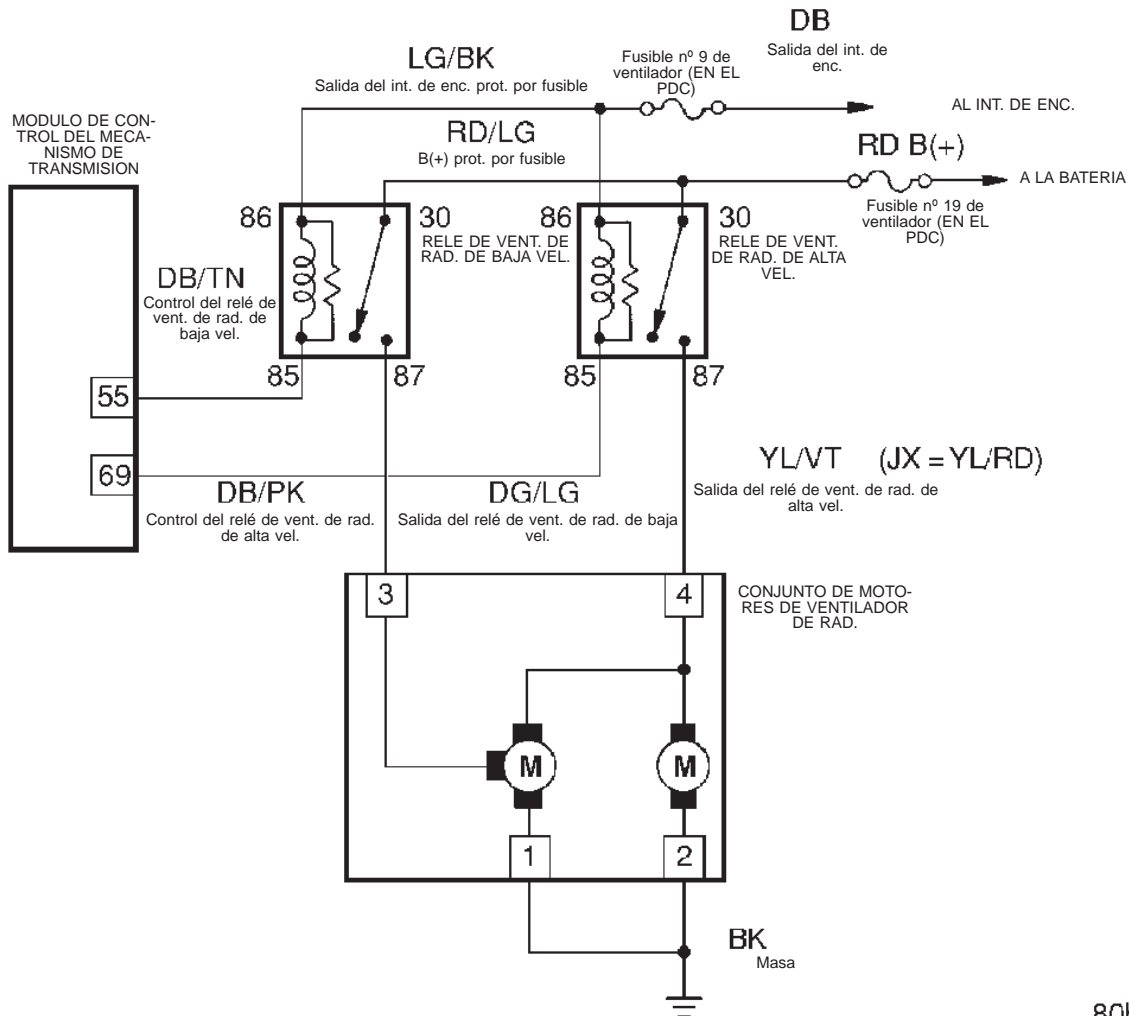 DB
Salida del int. de
enc.
LG/BK
Salida del int. de enc. prot. por fusible
Fusible nº 9 de
ventilador (EN EL
PDC)
AL INT. DE ENC.
MODULO DE CON-
TROL DEL MECA-
NISMO DE
TRANSMISION
RD/LG
B(+) prot. por fusible
RD B(+)
A LA BATERIA
Fusible nº 19 de
ventilador (EN EL
PDC)
86
30
RELE DE VENT. DE
RAD. DE BAJA VEL.
86
30
RELE DE VENT.
DE RAD. DE ALTA
VEL.
DB/TN
Control del relé de
vent. de rad. de
baja vel.
85
87
85
87
55
69
DB/PK
Control del relé de vent. de rad.
de alta vel.
DG/LG
Salida del relé de vent. de rad. de baja
vel.
YL/VT (JX = YL/RD)
Salida del relé de vent. de rad. de
alta vel.
3
4
CONJUNTO DE MOTO-
RES DE VENTILADOR
DE RAD.
M
M
1
2
BK
Masa